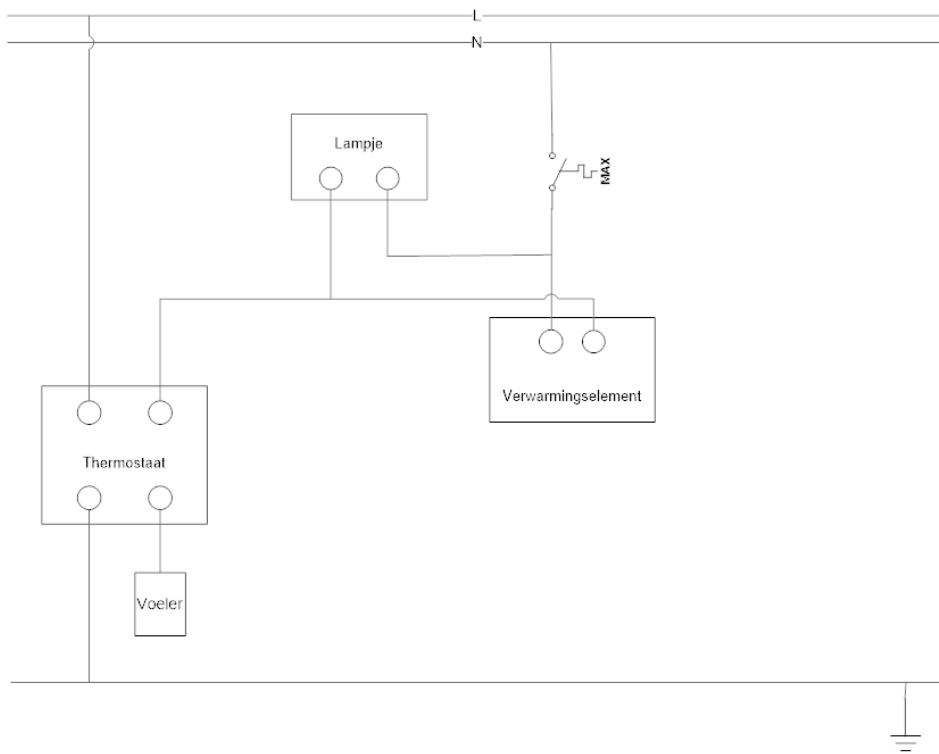 L
N
Lampje
MAX
Verwarmingselement
Thermostaat
Voeler